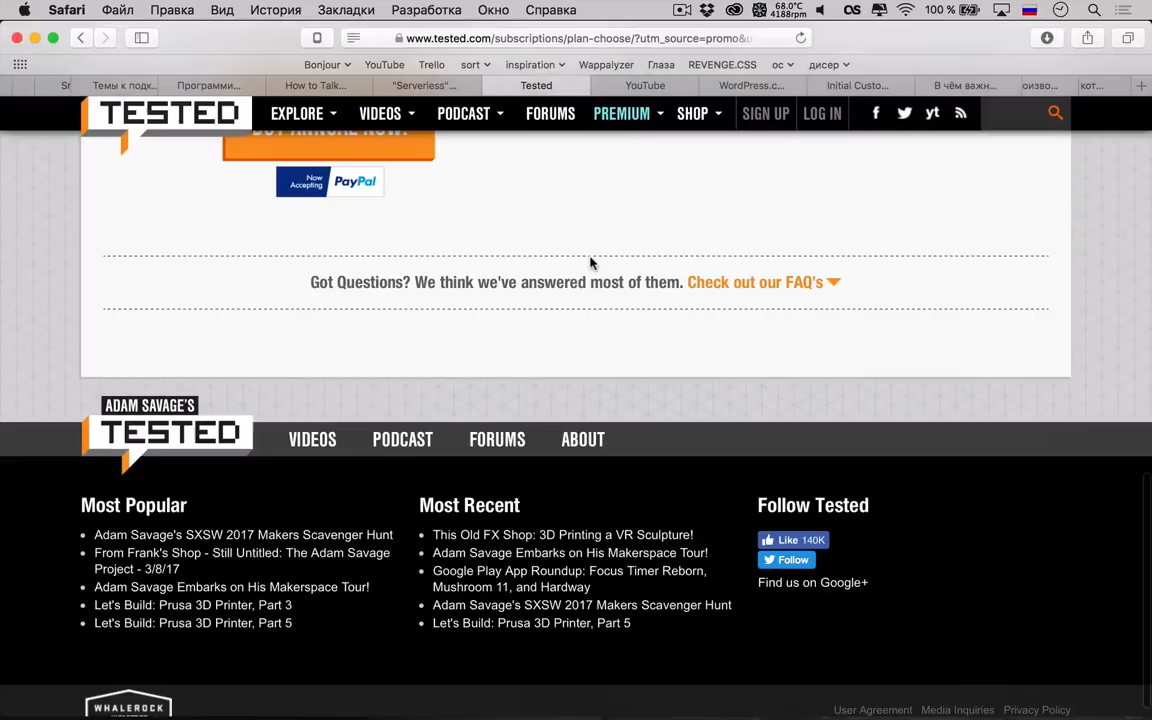 Safari Файл Правка Вид История Закладки Разработка Окно Справка 68.0°C 4188rpm 100 %
www.tested.com/subscriptions/plan-choose/?utm_source=promo&u
Bonjour YouTube Trello sort inspiration Wappalyzer Глаза REVENGE.CSS ос дисер
Темы к подк... Программи... How to Talk... "Serverless"... Tested YouTube WordPress.c... Initial Custo... В чём важн... оизво... кот...
TESTED EXPLORE VIDEOS PODCAST FORUMS PREMIUM SHOP SIGN UP LOG IN
BUY ANNUAL NOW!
Now Accepting PayPal
Got Questions? We think we've answered most of them. Check out our FAQ's
ADAM SAVAGE'S
TESTED VIDEOS PODCAST FORUMS ABOUT
Most Popular
Adam Savage's SXSW 2017 Makers Scavenger Hunt
From Frank's Shop - Still Untitled: The Adam Savage
Project - 3/8/17
Adam Savage Embarks on His Makerspace Tour!
Let's Build: Prusa 3D Printer, Part 3
Let's Build: Prusa 3D Printer, Part 5
Most Recent
This Old FX Shop: 3D Printing a VR Sculpture!
Adam Savage Embarks on His Makerspace Tour!
Google Play App Roundup: Focus Timer Reborn,
Mushroom 11, and Hardway
Adam Savage's SXSW 2017 Makers Scavenger Hunt
Let's Build: Prusa 3D Printer, Part 5
Follow Tested
Like 140K
Follow
Find us on Google+
WHALEROCK
User Agreement Media Inquiries Privacy Policy